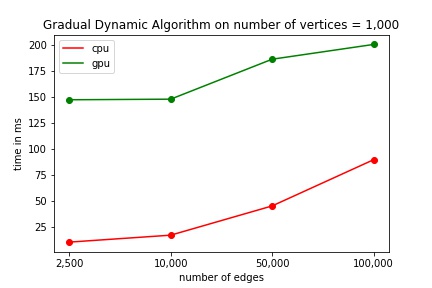 Gradual Dynamic Algorithm on number of vertices = 1,000
cpu
gpu
200
175
150
125
100
75
50
25
time in ms
2,500 10,000 50,000 100,000
number of edges